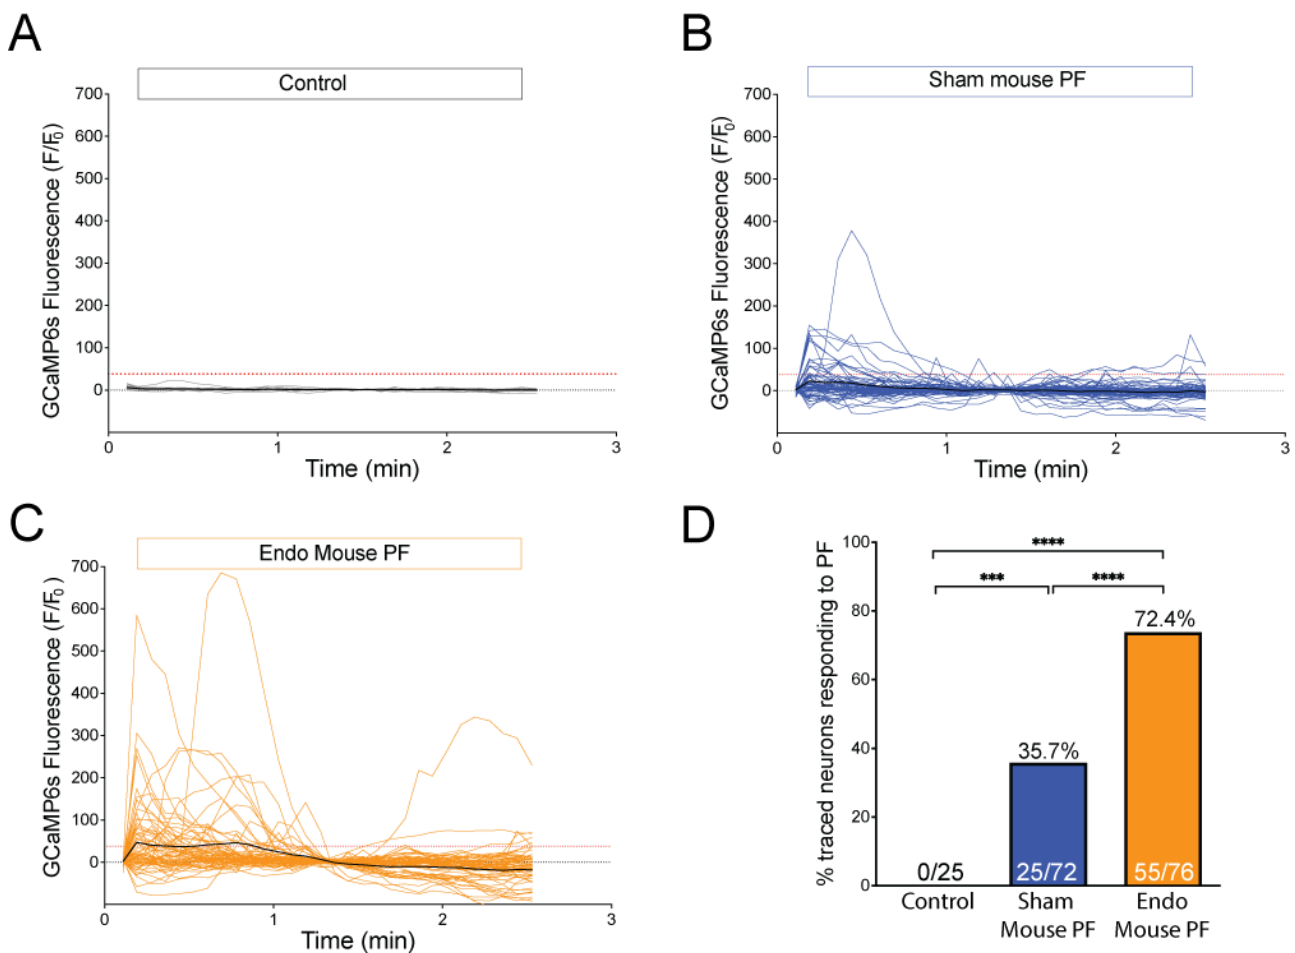 A
Control
GCaMP6s Fluorescence (F/F0)
700
600
500
400
300
200
100
0
0
1
2
3
Time (min)
B
Sham mouse PF
GCaMP6s Fluorescence (F/F0)
700
600
500
400
300
200
100
0
0
1
2
3
Time (min)
C
Endo Mouse PF
GCaMP6s Fluorescence (F/F0)
700
600
500
400
300
200
100
0
0
1
2
3
Time (min)
D
% traced neurons responding to PF
100
80
60
40
20
0
****
***
****
35.7%
72.4%
0/25
25/72
55/76
Control
Sham
Mouse PF
Endo
Mouse PF